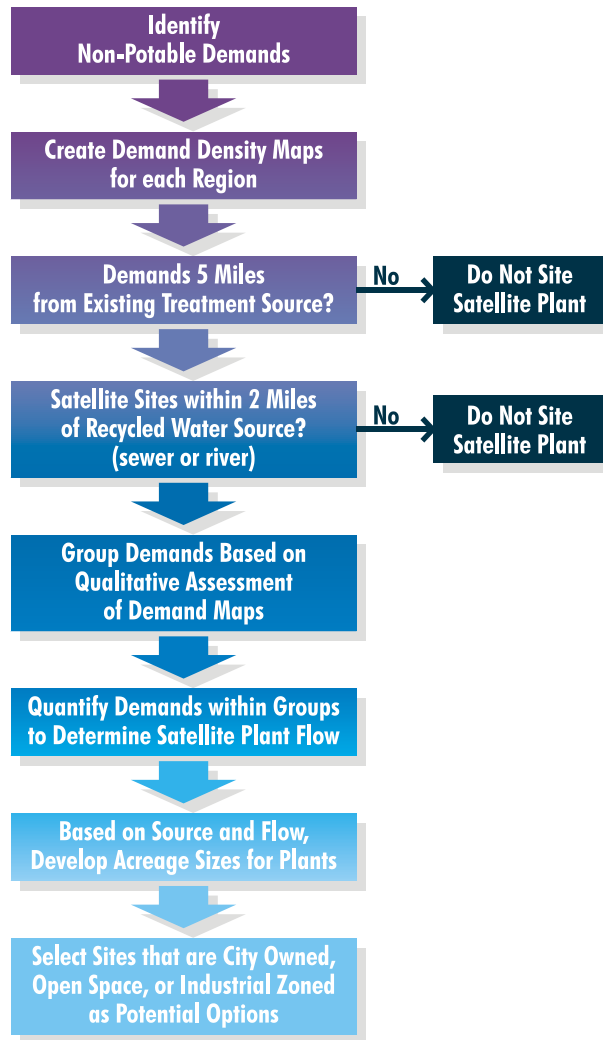 Identify
Non-Potable Demands
Create Demand Density Maps
for each Region
Demands 5 Miles
from Existing Treatment Source?
No
Do Not Site
Satellite Plant
Satellite Sites within 2 Miles
of Recycled Water Source?
(sewer or river)
No
Do Not Site
Satellite Plant
Group Demands Based on
Qualitative Assessment
of Demand Maps
Quantify Demands within Groups
to Determine Satellite Plant Flow
Based on Source and Flow,
Develop Acreage Sizes for Plants
Select Sites that are City Owned,
Open Space, or Industrial Zoned
as Potential Options